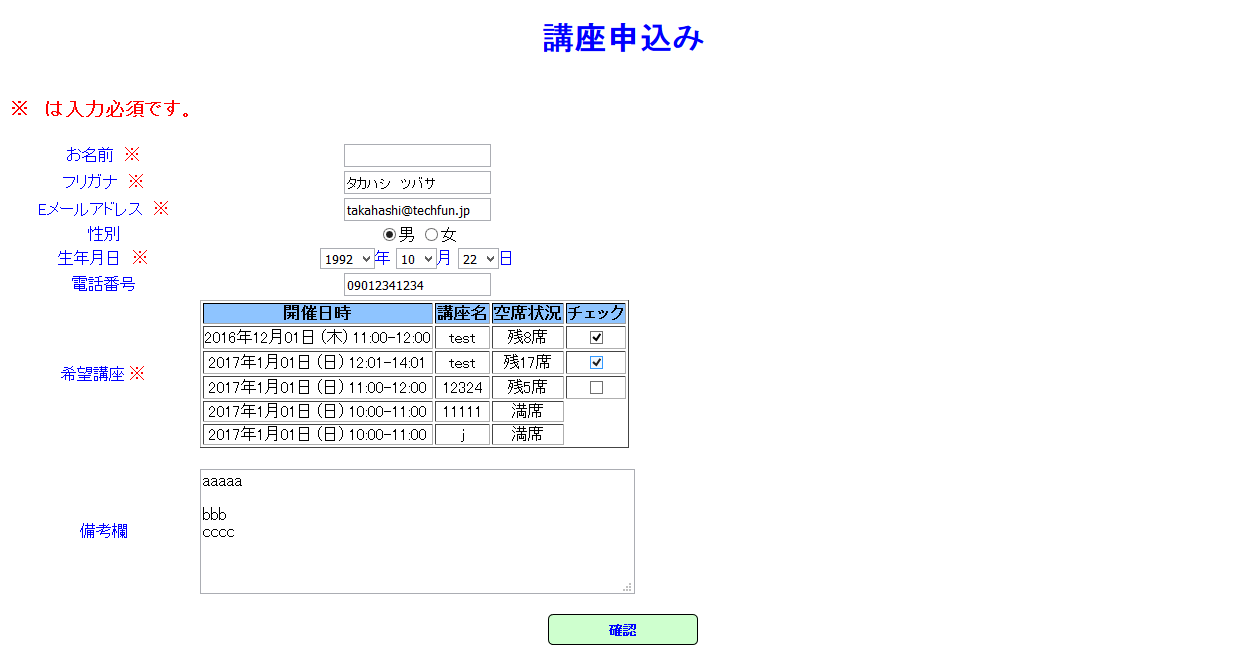 講座申込み
※　は入力必須です。
お名前 ※
フリガナ ※ タカハシ　ツバサ
Eメールアドレス ※ takahashi@techfun.jp
性別 男 女
生年月日 ※ 1992 年 10 月 22 日
電話番号 09012341234
開催日時 講座名 空席状況 チェック
2016年12月01日（木）11:00-12:00 test 残8席
2017年1月01日（日）12:01-14:01 test 残17席
希望講座 ※
2017年1月01日（日）11:00-12:00 12324 残5席
2017年1月01日（日）10:00-11:00 11111 満席
2017年1月01日（日）10:00-11:00 j 満席
備考欄
aaaaa
bbb
cccc
確認